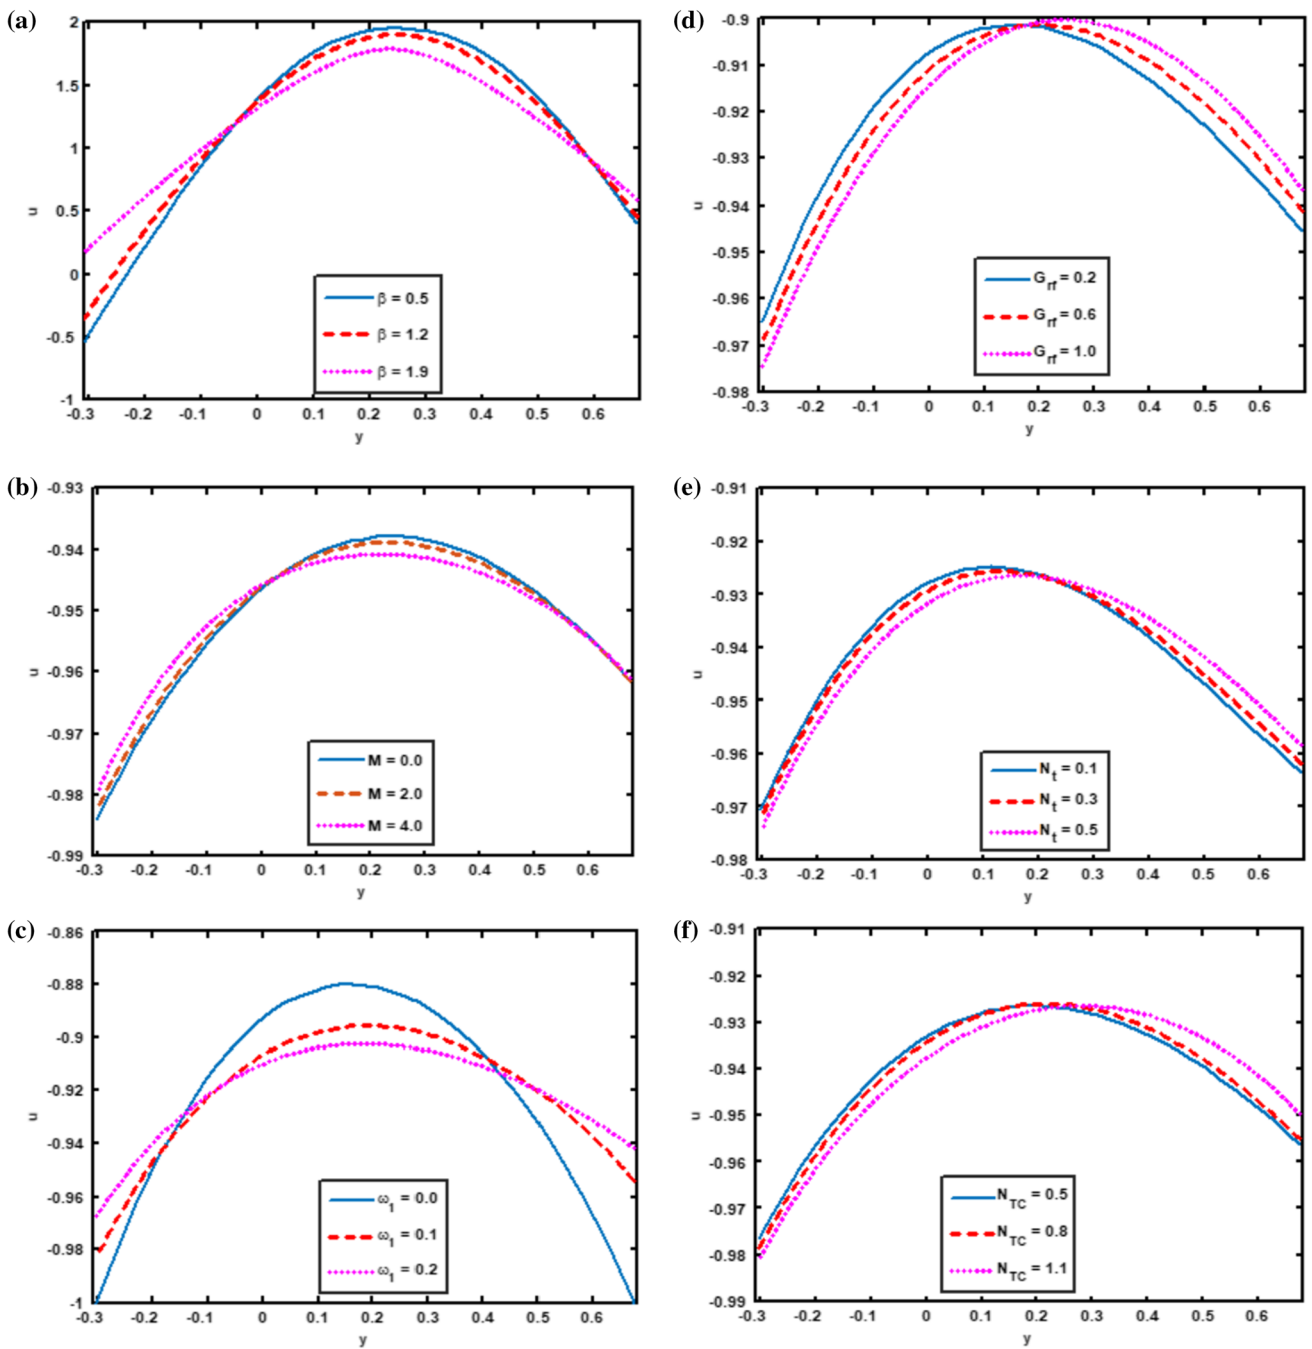 (a)
2
1.5
1
0.5
0
-0.5
-1
u
β = 0.5
β = 1.2
β = 1.9
-0.3 -0.2 -0.1 0 0.1 0.2 0.3 0.4 0.5 0.6
y
(b)
-0.93
-0.94
-0.95
-0.96
-0.97
-0.98
-0.99
u
M = 0.0
M = 2.0
M = 4.0
-0.3 -0.2 -0.1 0 0.1 0.2 0.3 0.4 0.5 0.6
y
(c)
-0.86
-0.88
-0.9
-0.92
-0.94
-0.96
-0.98
-1
u
ω1 = 0.0
ω1 = 0.1
ω1 = 0.2
-0.3 -0.2 -0.1 0 0.1 0.2 0.3 0.4 0.5 0.6
y
(d)
-0.9
-0.91
-0.92
-0.93
-0.94
-0.95
-0.96
-0.97
-0.98
u
Grf = 0.2
Grf = 0.6
Grf = 1.0
-0.3 -0.2 -0.1 0 0.1 0.2 0.3 0.4 0.5 0.6
y
(e)
-0.91
-0.92
-0.93
-0.94
-0.95
-0.96
-0.97
-0.98
u
Nt = 0.1
Nt = 0.3
Nt = 0.5
-0.3 -0.2 -0.1 0 0.1 0.2 0.3 0.4 0.5 0.6
y
(f)
-0.91
-0.92
-0.93
-0.94
-0.95
-0.96
-0.97
-0.98
-0.99
u
NTC = 0.5
NTC = 0.8
NTC = 1.1
-0.3 -0.2 -0.1 0 0.1 0.2 0.3 0.4 0.5 0.6
y